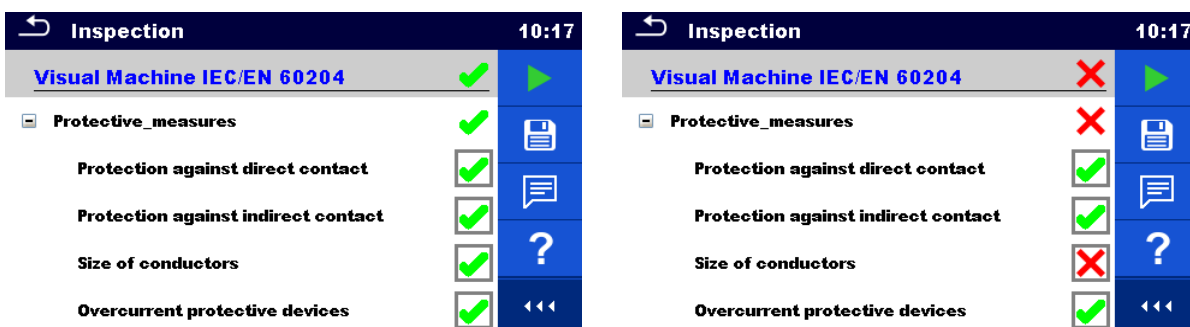 Inspection 10:17
Visual Machine IEC/EN 60204
Protective_measures
Protection against direct contact
Protection against indirect contact
Size of conductors
Overcurrent protective devices
?
Inspection 10:17
Visual Machine IEC/EN 60204
Protective_measures
Protection against direct contact
Protection against indirect contact
Size of conductors
Overcurrent protective devices
?